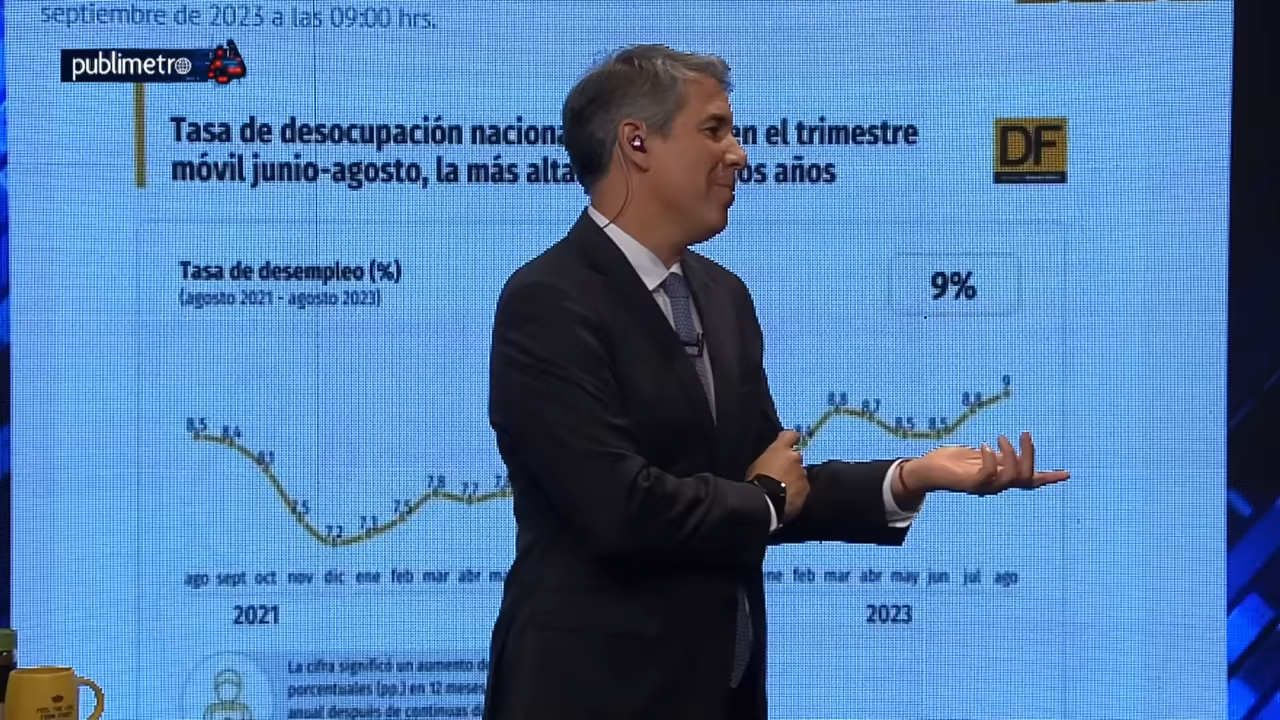 septiembre de 2023 a las 09:00 hrs.
publimetro
Tasa de desocupación naciona en el trimestre
móvil junio-agosto, la más alta os años
DF
Tasa de desempleo (%)
(agosto 2021 - agosto 2023)
9%
8,5 8,4 8,1 7,5 7,2 7,3 7,5 7,8 7,7 8,8 8,7 8,5 8,5 8,8 9
ago sept oct nov dic ene feb mar abr ne feb mar abr may jun jul ago
2021 2023
La cifra significó un aumento de
porcentuales (pp.) en 12 meses
anual después de continuas